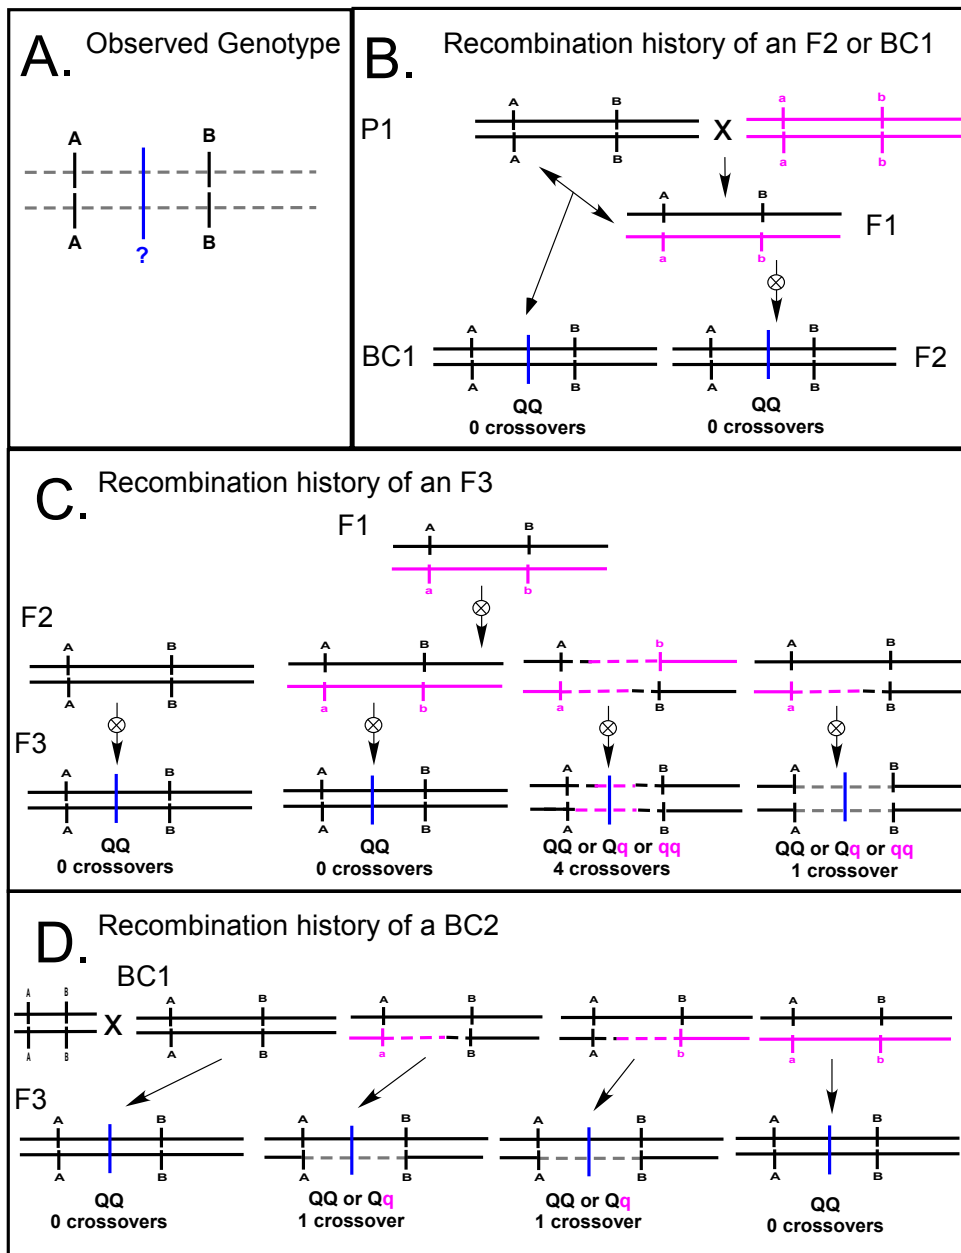 A. Observed Genotype
A B
A B
?
B. Recombination history of an F2 or BC1
P1
A B
A B
X
a b
a b
A B
F1
a b
BC1
A B
A B
QQ
0 crossovers
A B
F2
A B
QQ
0 crossovers
C. Recombination history of an F3
F1
A B
a b
F2
A B
A B
A B
a b
A b
a B
A B
a B
F3
A B
A B
QQ
0 crossovers
A B
A B
QQ
0 crossovers
A B
A B
QQ or Qq or qq
4 crossovers
A B
A B
QQ or Qq or qq
1 crossover
D. Recombination history of a BC2
BC1
A B
A B
X
A B
A B
A B
a B
A B
A b
A B
a b
F3
A B
A B
QQ
0 crossovers
A B
A B
QQ or Qq
1 crossover
A B
A B
QQ or Qq
1 crossover
A B
A B
QQ
0 crossovers